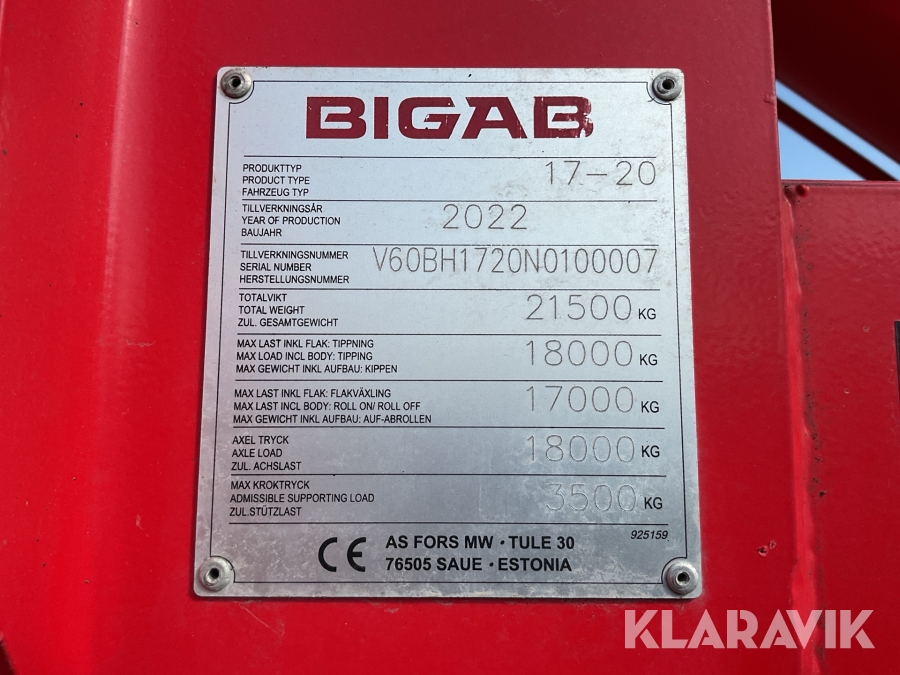 BIGAB
PRODUKTTYP
PRODUCT TYPE
FAHRZEUG TYP
17-20
TILLVERKNINGSÅR
YEAR OF PRODUCTION
BAUJAHR
2022
TILLVERKNINGSNUMMER
SERIAL NUMBER
HERSTELLUNGSNUMMER
V60BH1720N0100007
TOTALVIKT
TOTAL WEIGHT
ZUL. GESAMTGEWICHT
21500 KG
MAX LAST INKL FLAK: TIPPNING
MAX LOAD INCL BODY: TIPPING
MAX GEWICHT INKL AUFBAU: KIPPEN
18000 KG
MAX LAST INKL FLAK: FLAKVÄXLING
MAX LAST INCL BODY: ROLL ON/ ROLL OFF
MAX GEWICHT INKL AUFBAU: AUF-ABROLLEN
17000 KG
AXEL TRYCK
AXLE LOAD
ZUL. ACHSLAST
18000 KG
MAX KROKTRYCK
ADMISSIBLE SUPPORTING LOAD
ZUL.STÜTZLAST
3500 KG
925159
CE
AS FORS MW · TULE 30
76505 SAUE · ESTONIA
KLARAVIK